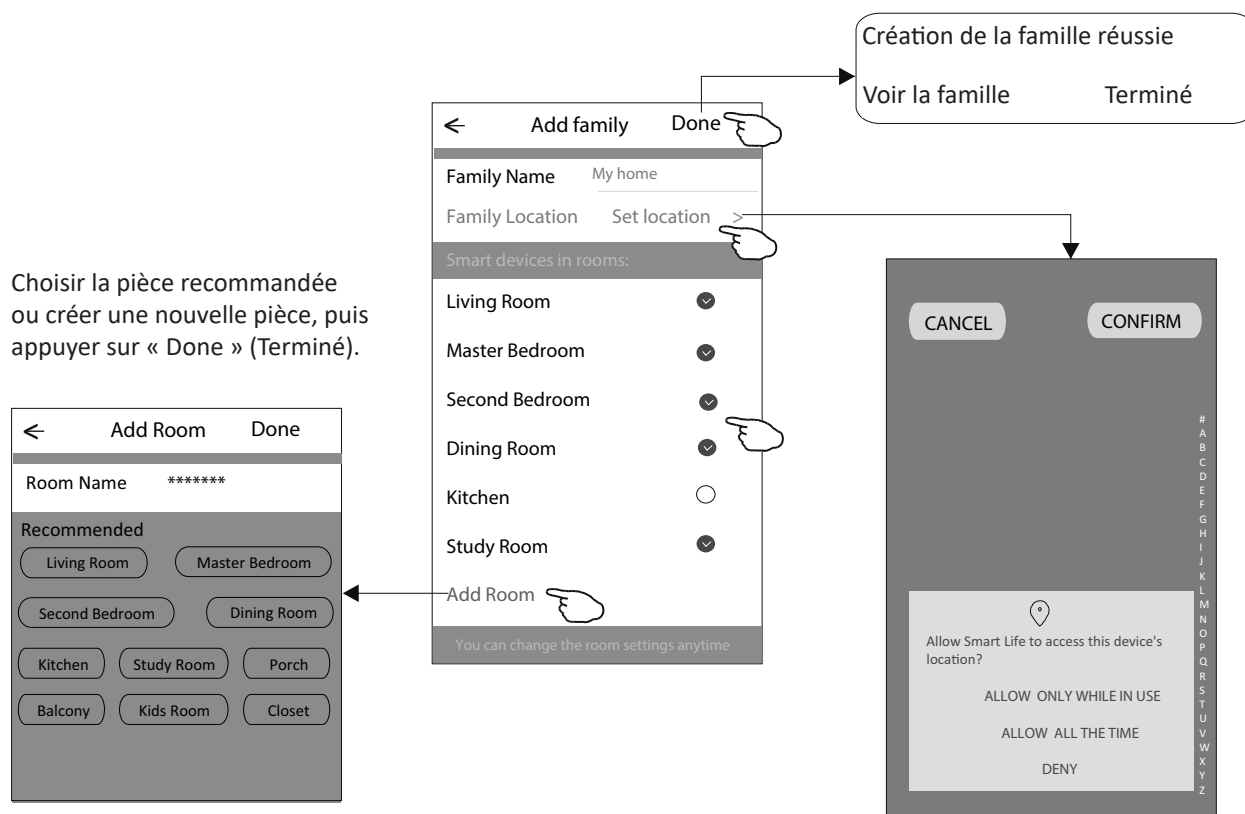 Création de la famille réussie
Voir la famille Terminé
← Add family Done
Family Name My home
Family Location Set location >
Smart devices in rooms:
Living Room
Master Bedroom
Second Bedroom
Dining Room
Kitchen
Study Room
Add Room
You can change the room settings anytime
Choisir la pièce recommandée
ou créer une nouvelle pièce, puis
appuyer sur « Done » (Terminé).
← Add Room Done
Room Name *******
Recommended
Living Room Master Bedroom
Second Bedroom Dining Room
Kitchen Study Room Porch
Balcony Kids Room Closet
CANCEL CONFIRM
#
A
B
C
D
E
F
G
H
I
J
K
L
M
N
O
P
Q
R
S
T
U
V
W
X
Y
Z
Allow Smart Life to access this device's
location?
ALLOW ONLY WHILE IN USE
ALLOW ALL THE TIME
DENY